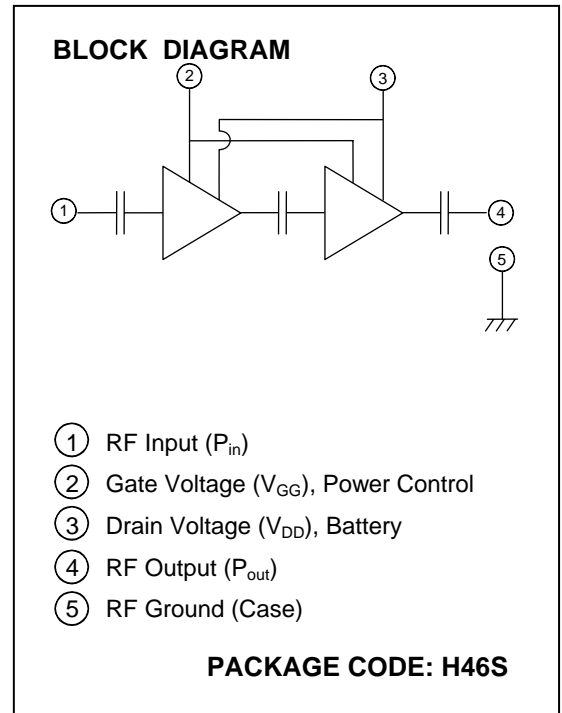 BLOCK DIAGRAM
2 3
1 4
5
1 RF Input (Pin)
2 Gate Voltage (VGG), Power Control
3 Drain Voltage (VDD), Battery
4 RF Output (Pout)
5 RF Ground (Case)
PACKAGE CODE: H46S